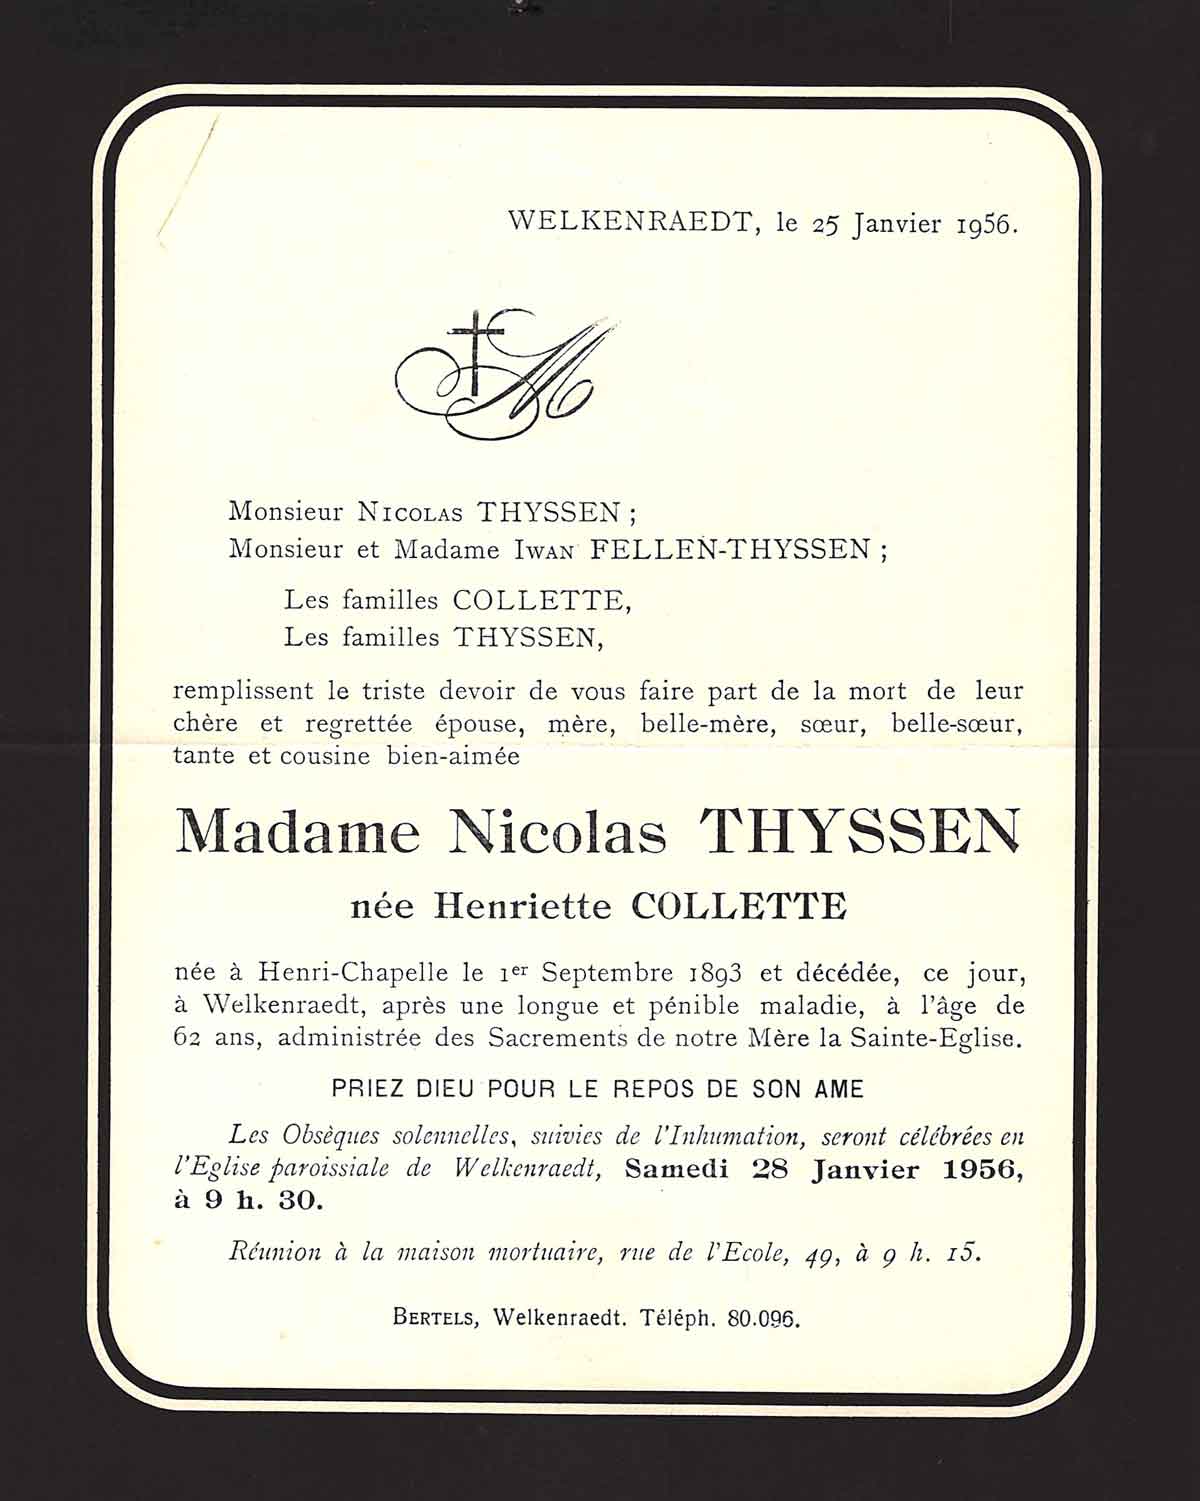 WELKENRAEDT, le 25 Janvier 1956.
M
Monsieur Nicolas THYSSEN ;
Monsieur et Madame Iwan FELLEN-THYSSEN ;
Les familles COLLETTE,
Les familles THYSSEN,
remplissent le triste devoir de vous faire part de la mort de leur
chère et regrettée épouse, mère, belle-mère, sœur, belle-sœur,
tante et cousine bien-aimée
Madame Nicolas THYSSEN
née Henriette COLLETTE
née à Henri-Chapelle le 1er Septembre 1893 et décédée, ce jour,
à Welkenraedt, après une longue et pénible maladie, à l'âge de
62 ans, administrée des Sacrements de notre Mère la Sainte-Eglise.
PRIEZ DIEU POUR LE REPOS DE SON AME
Les Obsèques solennelles, suivies de l'Inhumation, seront célébrées en
l'Eglise paroissiale de Welkenraedt, Samedi 28 Janvier 1956,
à 9 h. 30.
Réunion à la maison mortuaire, rue de l'Ecole, 49, à 9 h. 15.
Bertels, Welkenraedt. Téléph. 80.096.